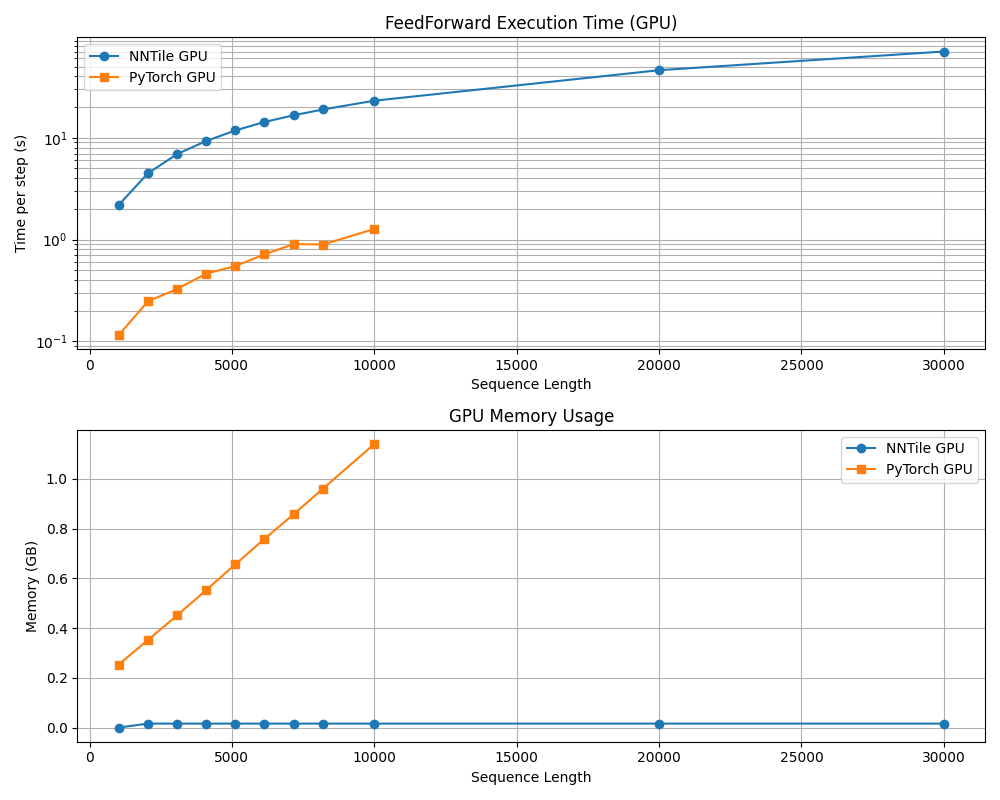 FeedForward Execution Time (GPU)
NNTile GPU
PyTorch GPU
Time per step (s)
10¹
10⁰
10⁻¹
0 5000 10000 15000 20000 25000 30000
Sequence Length
GPU Memory Usage
NNTile GPU
PyTorch GPU
Memory (GB)
1.0
0.8
0.6
0.4
0.2
0.0
0 5000 10000 15000 20000 25000 30000
Sequence Length